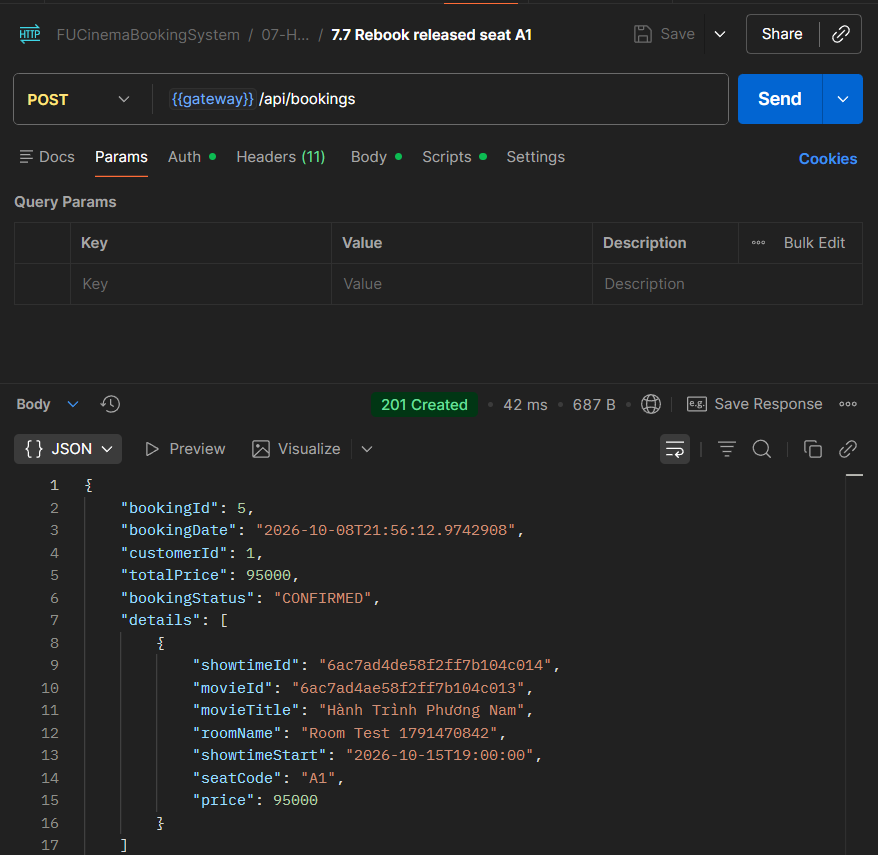 HTTP FUCinemaBookingSystem / 07-H... / 7.7 Rebook released seat A1 Save Share
POST {{gateway}} /api/bookings Send
Docs Params Auth Headers (11) Body Scripts Settings Cookies
Query Params
Key Value Description Bulk Edit
Key Value Description
Body 201 Created 42 ms 687 B e.g. Save Response
{} JSON Preview Visualize
1 {
2 "bookingId": 5,
3 "bookingDate": "2026-10-08T21:56:12.9742908",
4 "customerId": 1,
5 "totalPrice": 95000,
6 "bookingStatus": "CONFIRMED",
7 "details": [
8 {
9 "showtimeId": "6ac7ad4de58f2ff7b104c014",
10 "movieId": "6ac7ad4ae58f2ff7b104c013",
11 "movieTitle": "Hành Trình Phương Nam",
12 "roomName": "Room Test 1791470842",
13 "showtimeStart": "2026-10-15T19:00:00",
14 "seatCode": "A1",
15 "price": 95000
16 }
17 ]